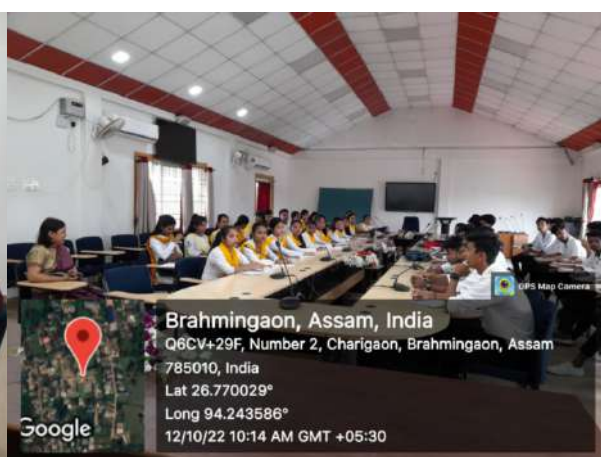 GPS Map Camera
Brahmingaon, Assam, India
Q6CV+29F, Number 2, Charigaon, Brahmingaon, Assam
785010, India
Lat 26.770029°
Long 94.243586°
12/10/22 10:14 AM GMT +05:30
Google